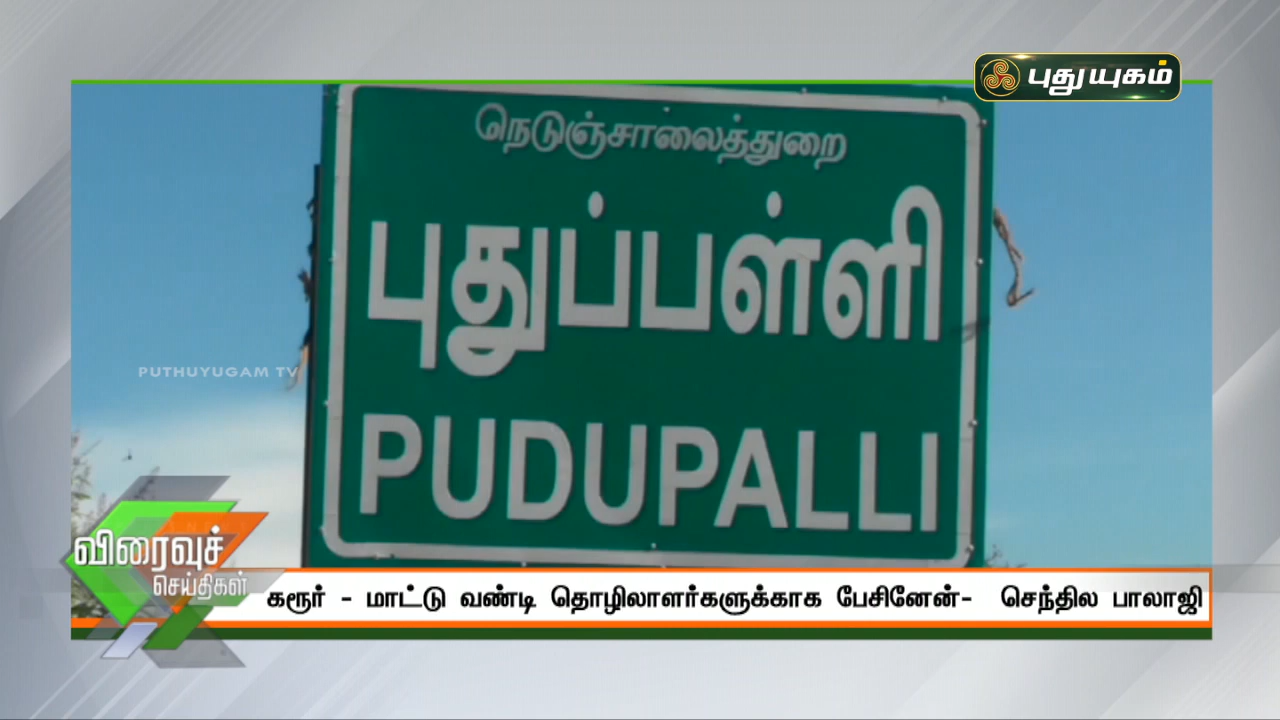 புதுயுகம்
நெடுஞ்சாலைத்துறை
புதுப்பள்ளி
PUDUPALLI
PUTHUYUGAM TV
விரைவுச்
செய்திகள்
கரூர் - மாட்டு வண்டி தொழிலாளர்களுக்காக பேசினேன்- செந்தில பாலாஜி